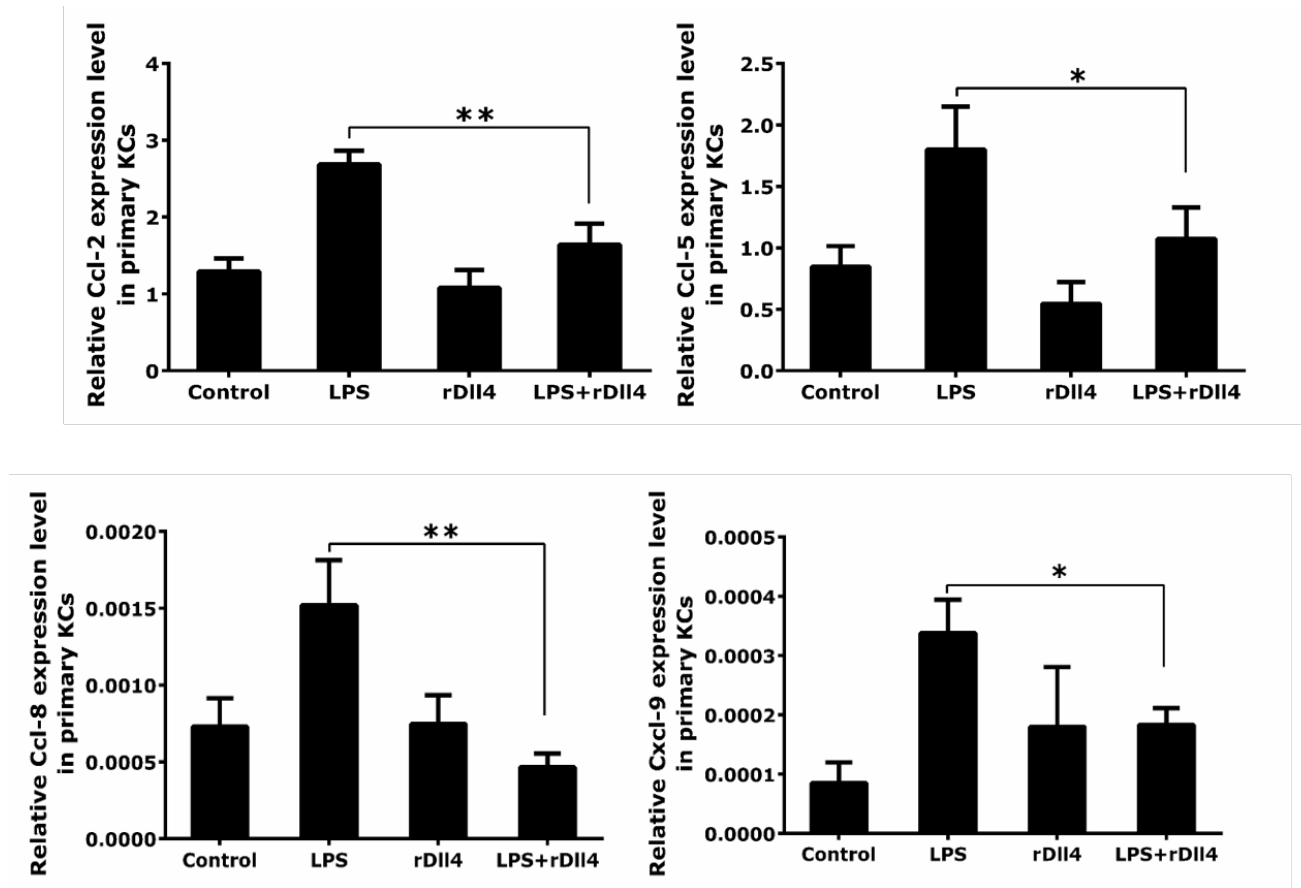 Relative Ccl-2 expression level
in primary KCs
4
3
2
1
0
**
Control LPS rDll4 LPS+rDll4
Relative Ccl-5 expression level
in primary KCs
2.5
2.0
1.5
1.0
0.5
0.0
*
Control LPS rDll4 LPS+rDll4
Relative Ccl-8 expression level
in primary KCs
0.0020
0.0015
0.0010
0.0005
0.0000
**
Control LPS rDll4 LPS+rDll4
Relative Cxcl-9 expression level
in primary KCs
0.0005
0.0004
0.0003
0.0002
0.0001
0.0000
*
Control LPS rDll4 LPS+rDll4